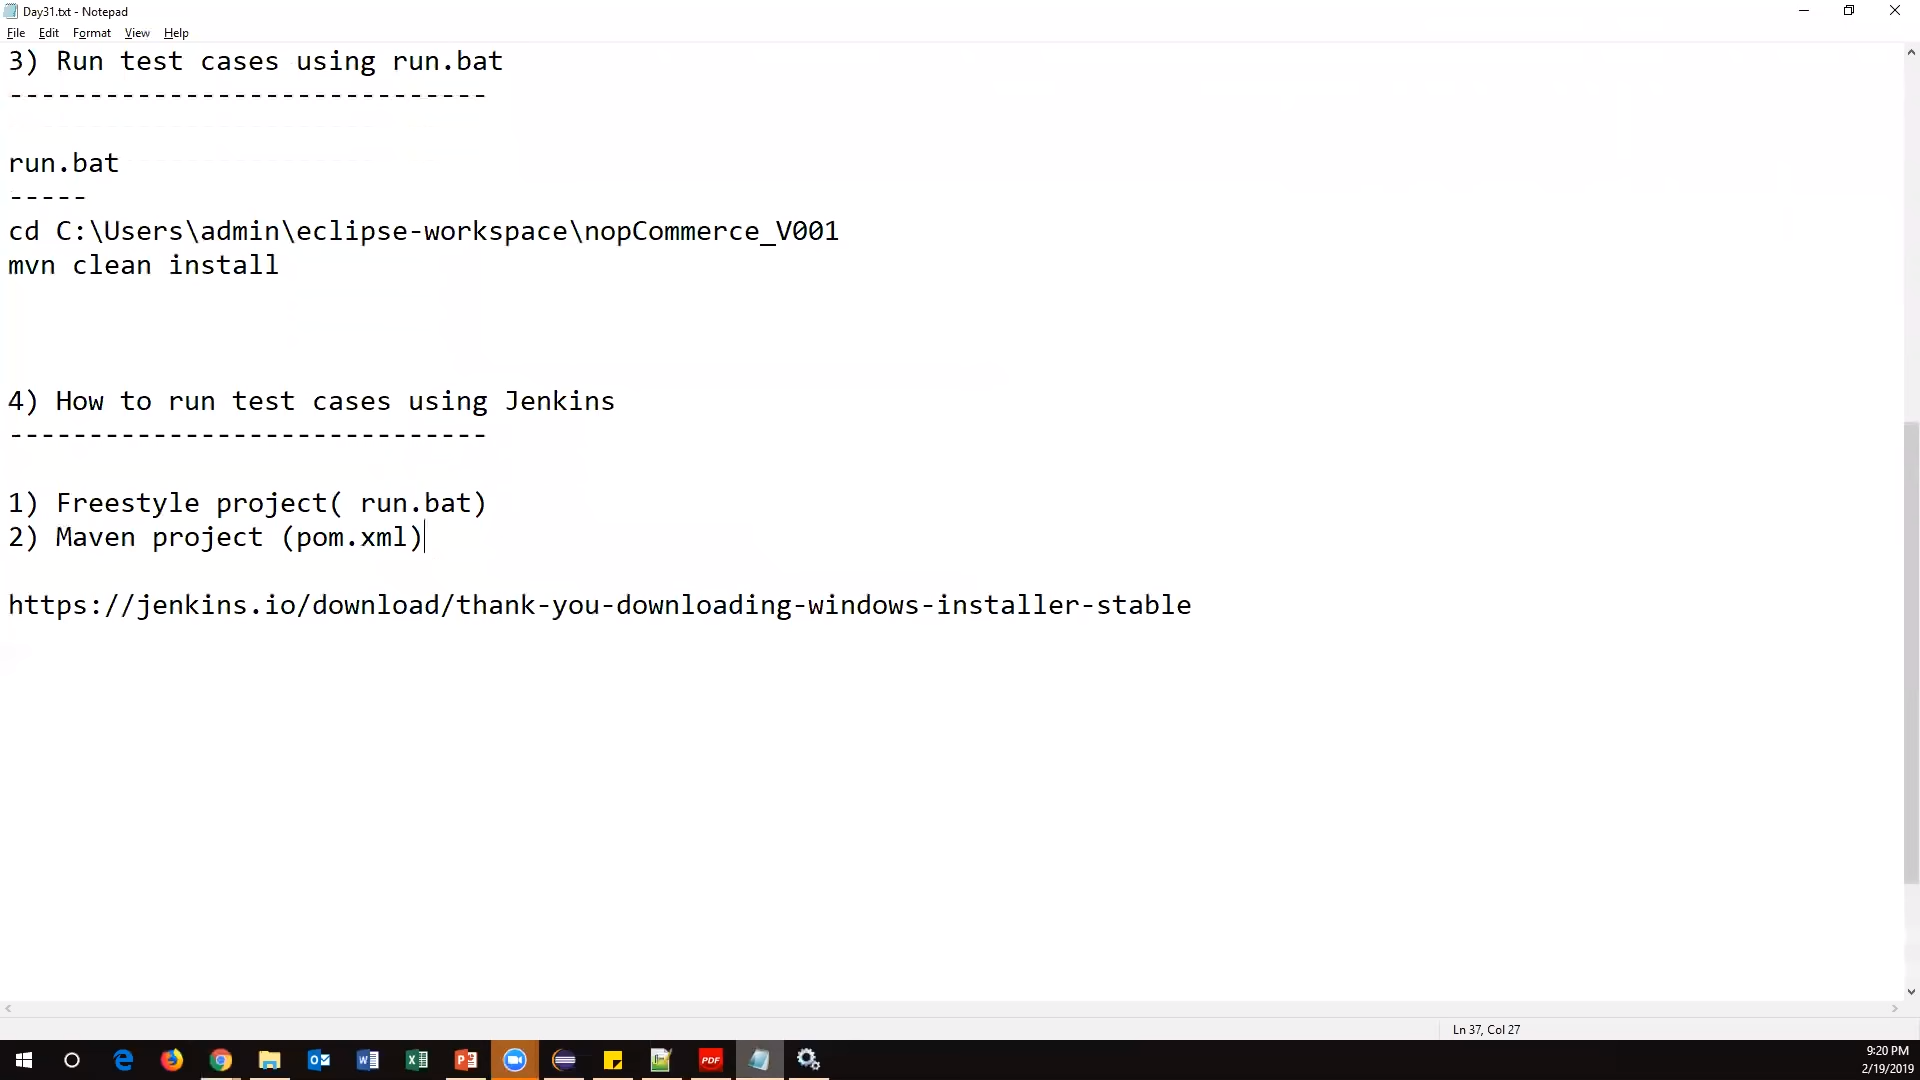 Day31.txt - Notepad
File Edit Format View Help
3) Run test cases using run.bat
------------------------------
run.bat
-----
cd C:\Users\admin\eclipse-workspace\nopCommerce_V001
mvn clean install
4) How to run test cases using Jenkins
------------------------------
1) Freestyle project( run.bat)
2) Maven project (pom.xml)
https://jenkins.io/download/thank-you-downloading-windows-installer-stable
Ln 37, Col 27
PDF
9:20 PM
2/19/2019